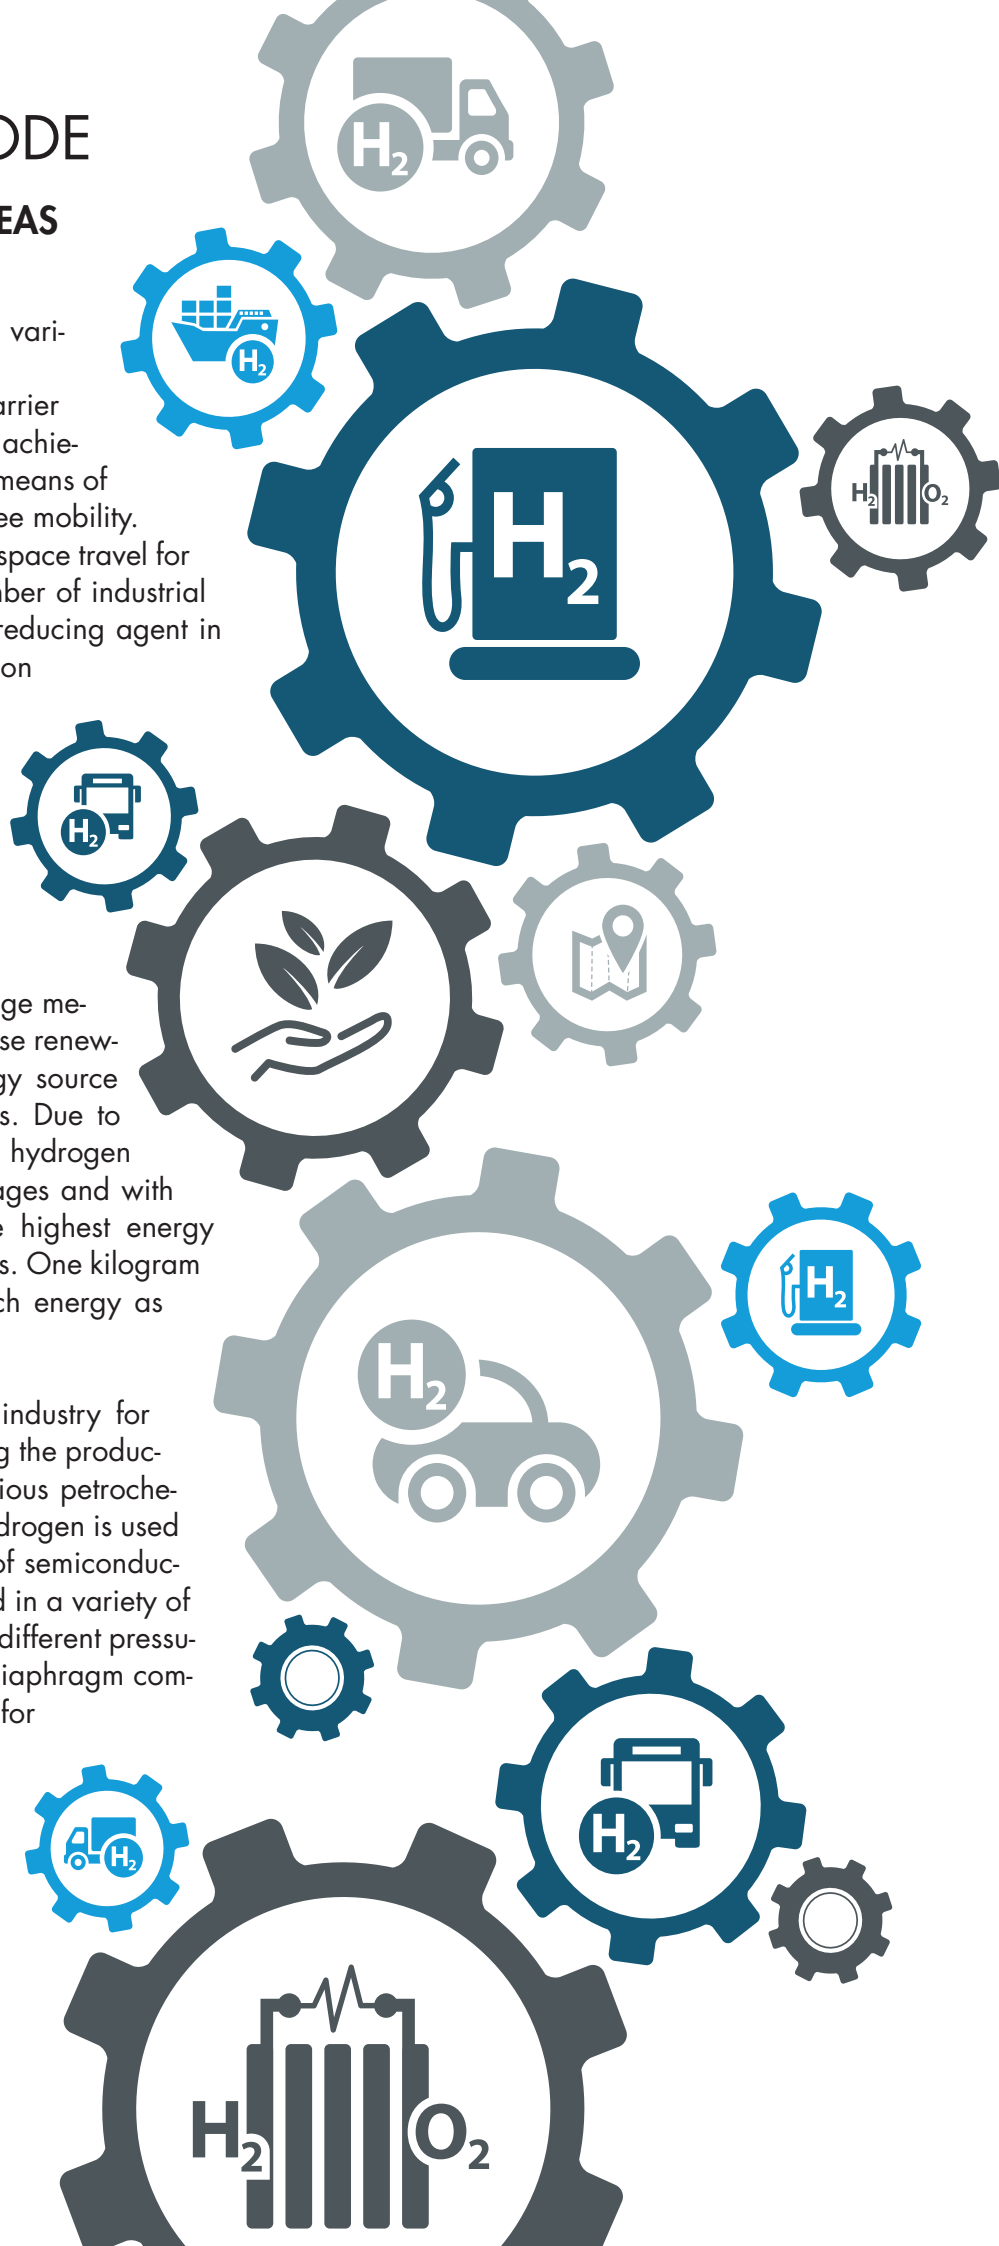 ODE
EAS
H2
H2
vari-
arrier
achie-
means of
ee mobility.
space travel for
ber of industrial
reducing agent in
on
H2
H2 O2
H2
ge me-
se renew-
gy source
s. Due to
hydrogen
ages and with
e highest energy
s. One kilogram
ch energy as
H2
H2
industry for
g the produc-
ious petroche-
drogen is used
of semiconduc-
d in a variety of
different pressu-
iaphragm com-
for
H2
H2
H2 O2